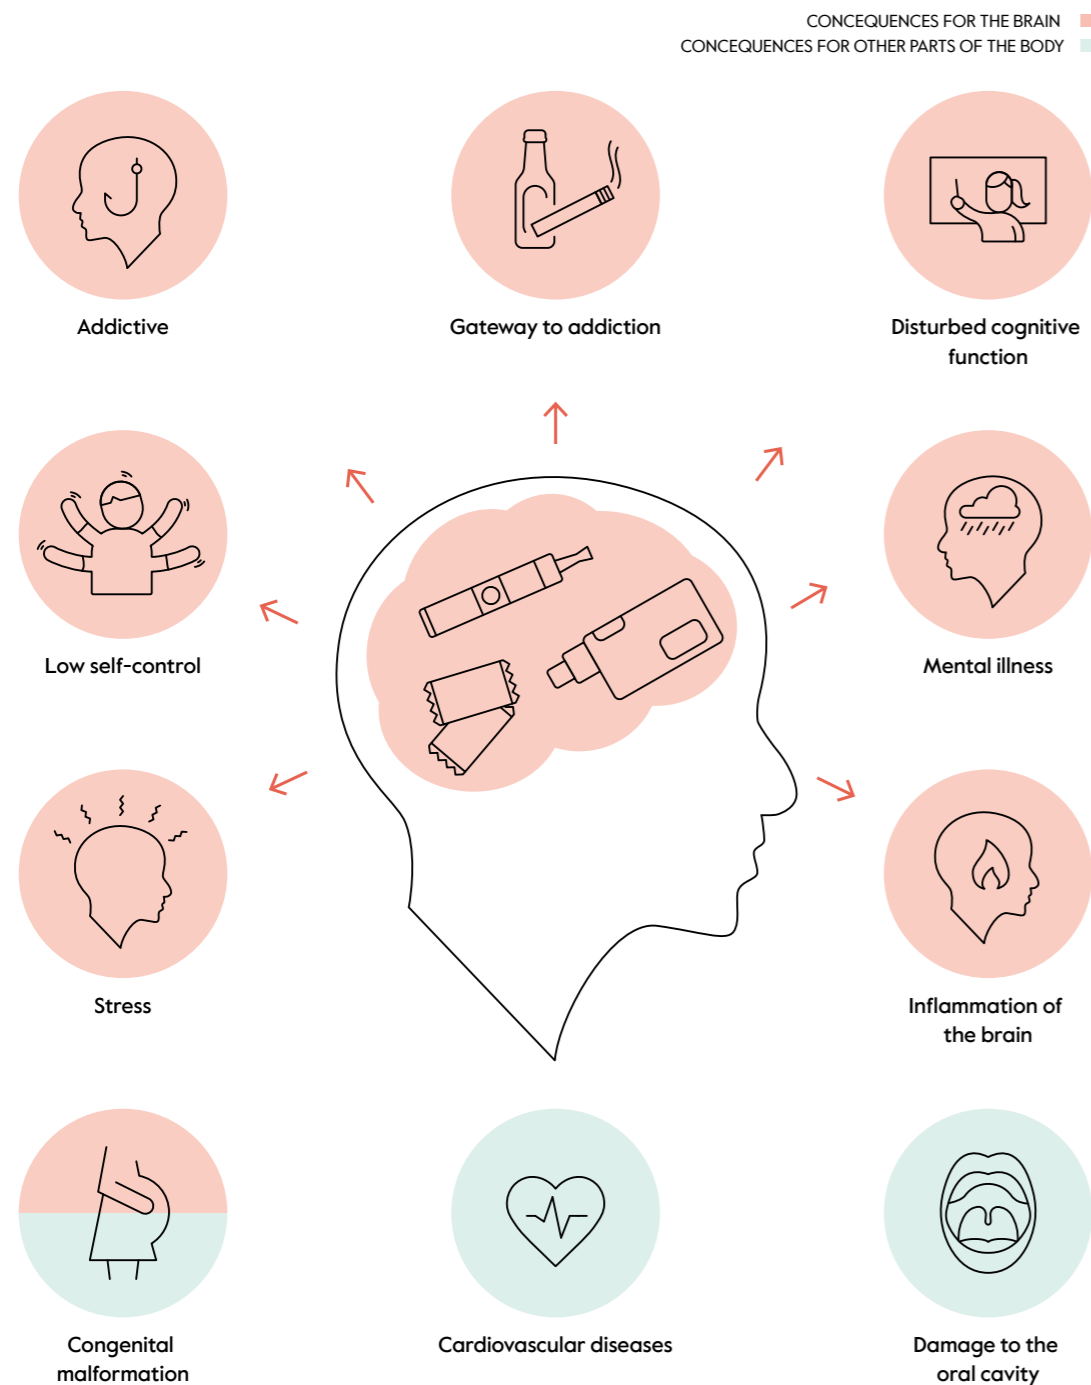 CONCEQUENCES FOR THE BRAIN
CONCEQUENCES FOR OTHER PARTS OF THE BODY
Addictive
Gateway to addiction
Disturbed cognitive
function
Low self-control
Mental illness
Stress
Inflammation of
the brain
Congenital
malformation
Cardiovascular diseases
Damage to the
oral cavity